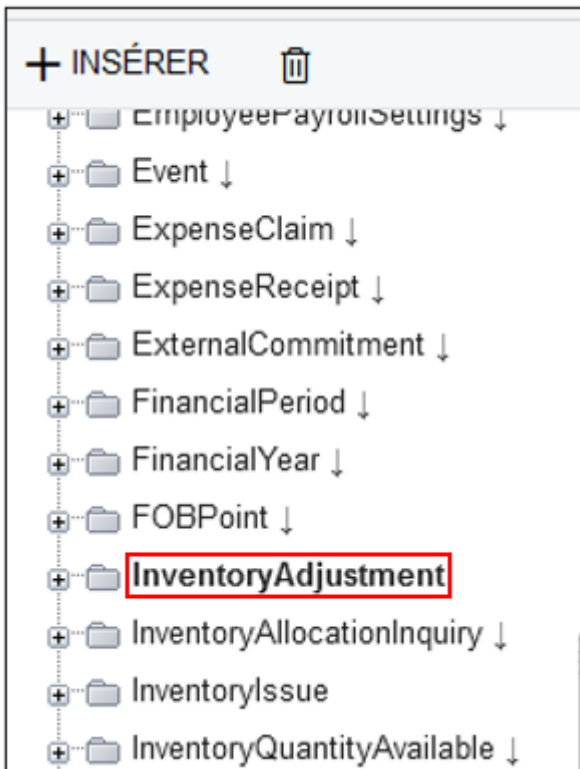 + INSÉRER
EmployeePayrollSettings ↓
Event ↓
ExpenseClaim ↓
ExpenseReceipt ↓
ExternalCommitment ↓
FinancialPeriod ↓
FinancialYear ↓
FOBPoint ↓
InventoryAdjustment
InventoryAllocationInquiry ↓
InventoryIssue
InventoryQuantityAvailable ↓